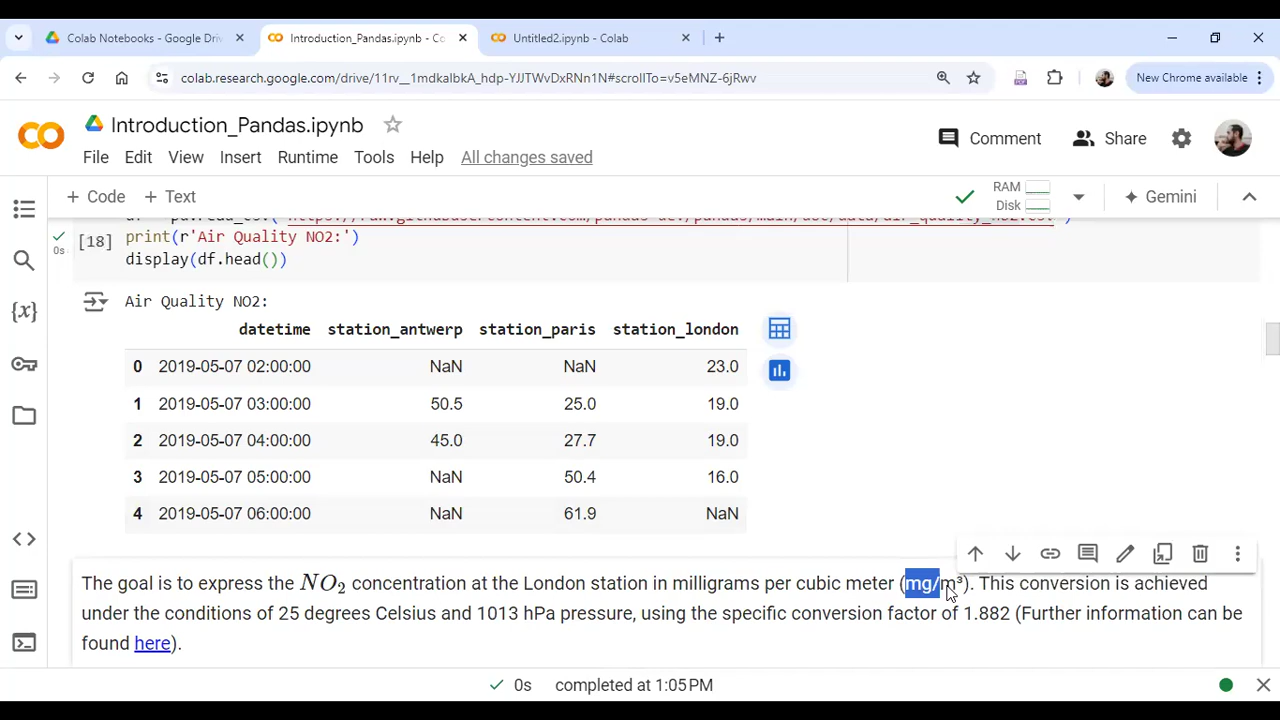 Colab Notebooks - Google Driv
Introduction_Pandas.ipynb - Co
Untitled2.ipynb - Colab
colab.research.google.com/drive/11rv__1mdkaIbkA_hdp-YJJTWvDxRNn1N#scrollTo=v5eMNZ-6jRwv
New Chrome available
Introduction_Pandas.ipynb
File Edit View Insert Runtime Tools Help All changes saved
Comment Share
+ Code + Text
RAM
Disk
Gemini
0s
[18]
print(r'Air Quality NO2:')
display(df.head())
Air Quality NO2:
datetime station_antwerp station_paris station_london
0 2019-05-07 02:00:00 NaN NaN 23.0
1 2019-05-07 03:00:00 50.5 25.0 19.0
2 2019-05-07 04:00:00 45.0 27.7 19.0
3 2019-05-07 05:00:00 NaN 50.4 16.0
4 2019-05-07 06:00:00 NaN 61.9 NaN
The goal is to express the NO₂ concentration at the London station in milligrams per cubic meter (mg/m³). This conversion is achieved
under the conditions of 25 degrees Celsius and 1013 hPa pressure, using the specific conversion factor of 1.882 (Further information can be
found here).
0s completed at 1:05 PM